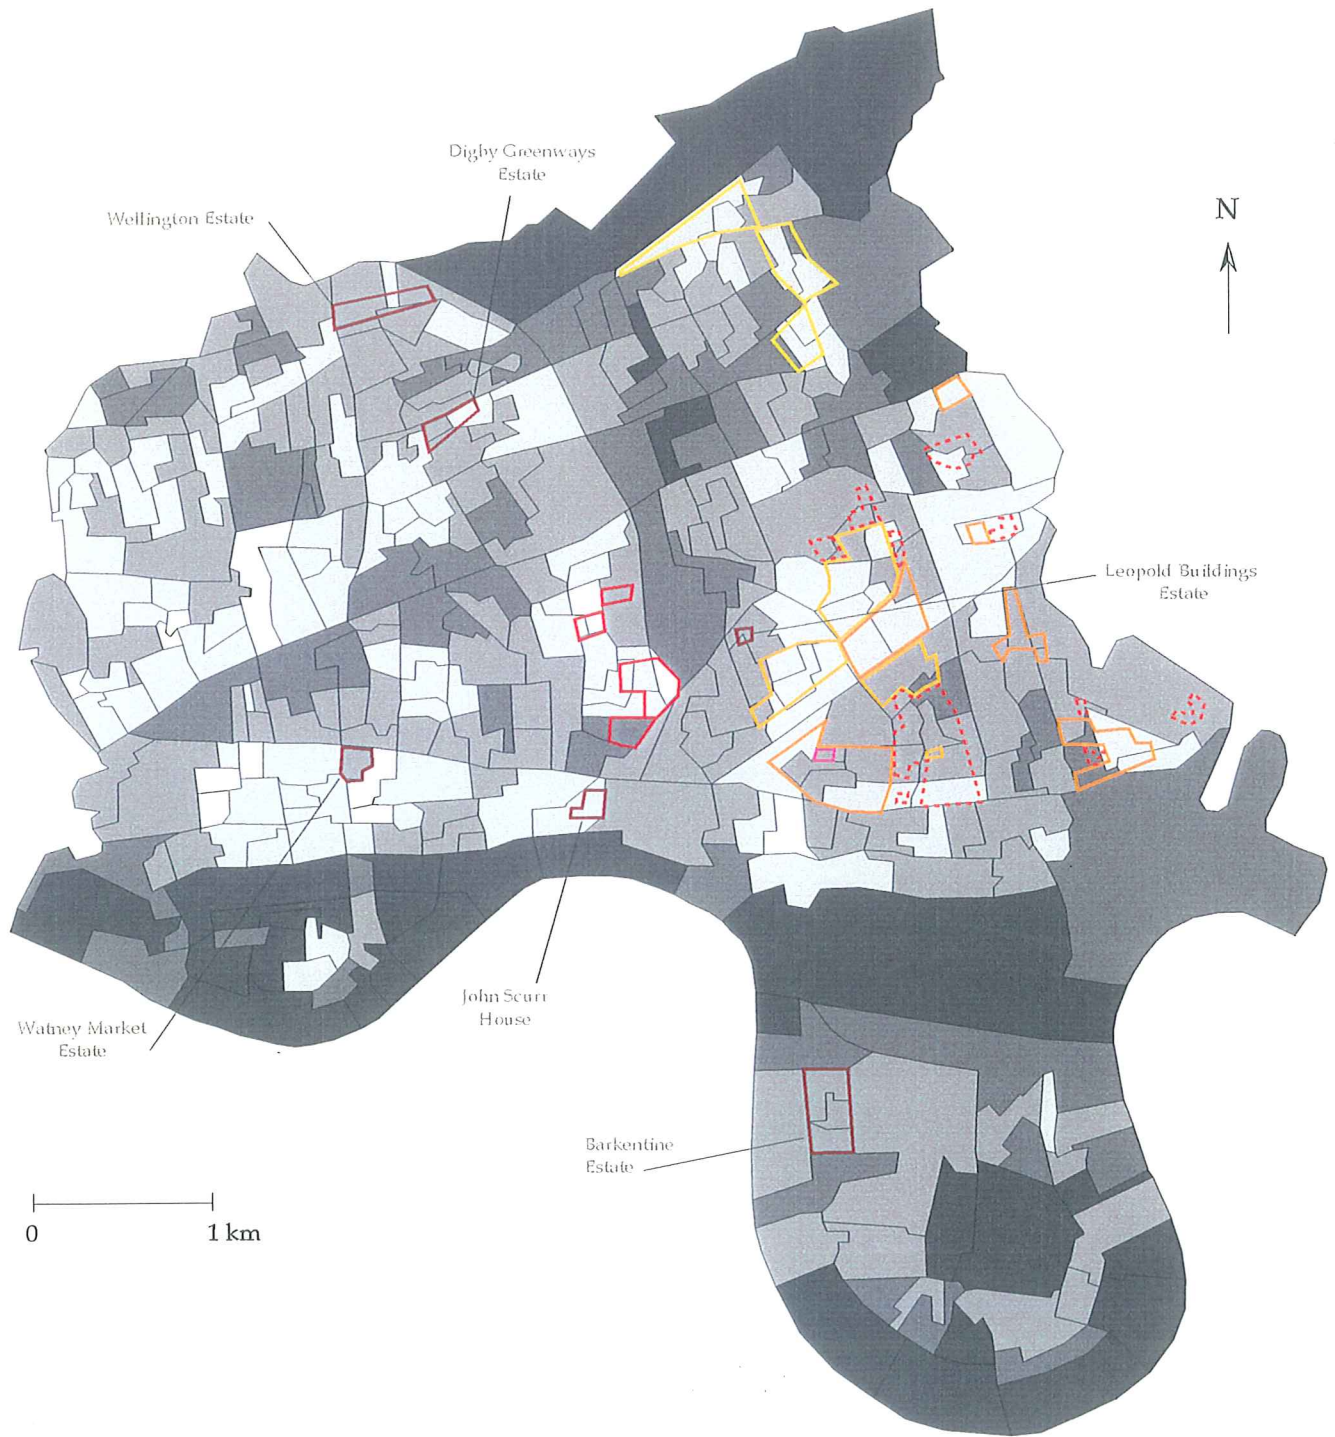 Digby Greenways
Estate
Wellington Estate
N
Leopold Buildings
Estate
John Scurr
House
Watney Market
Estate
Barkentine
Estate
0
1 km